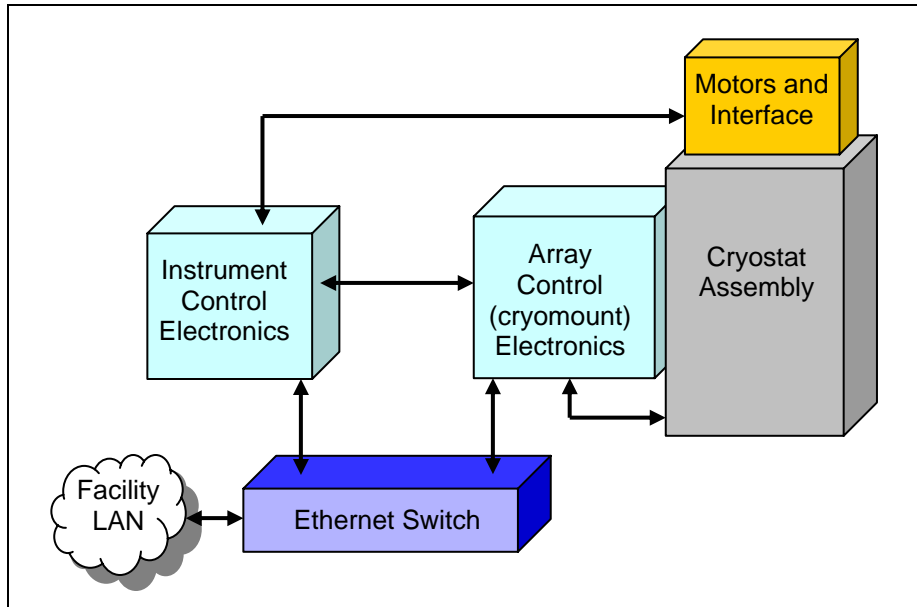 Motors and
Interface
Instrument
Control
Electronics
Array
Control
(cryomount)
Electronics
Cryostat
Assembly
Facility
LAN
Ethernet Switch